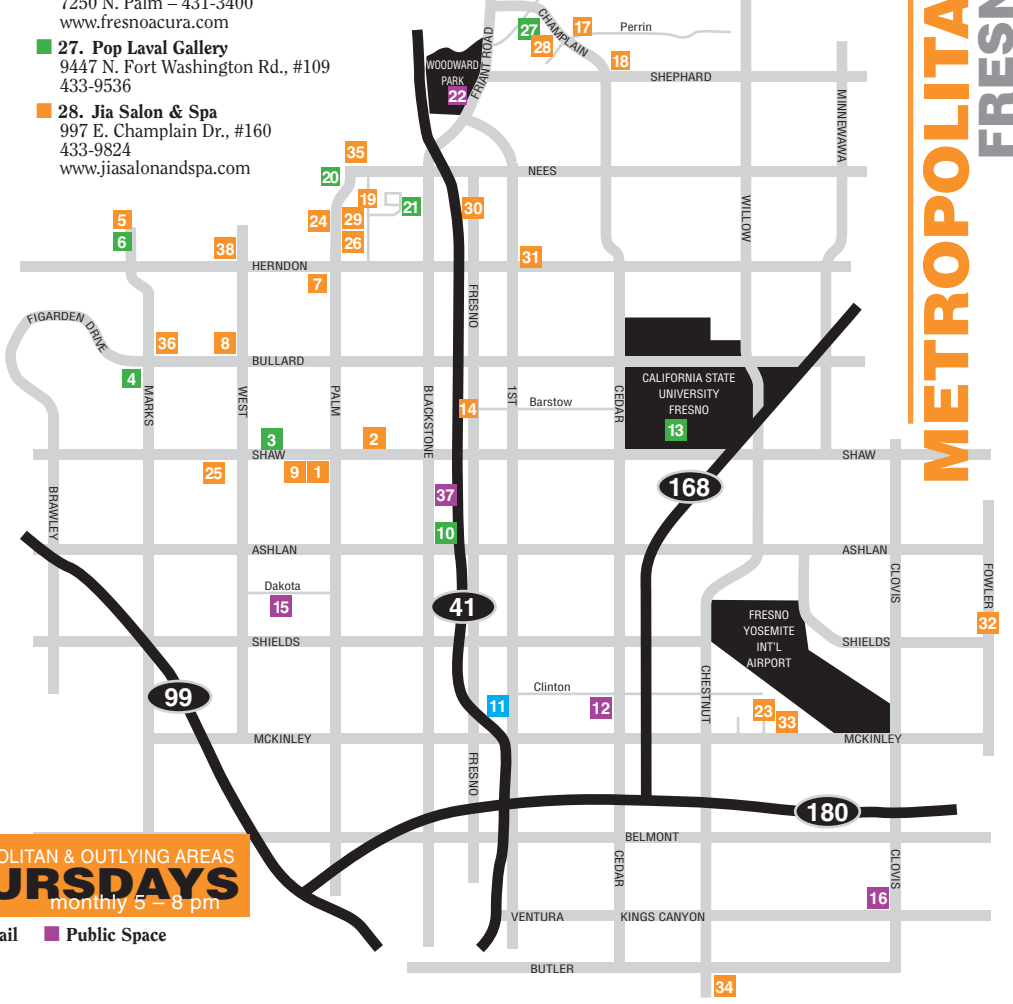 7250 N. Palm – 431-3400
www.fresnoacura.com
27. Pop Laval Gallery
9447 N. Fort Washington Rd., #109
433-9536
28. Jia Salon & Spa
997 E. Champlain Dr., #160
433-9824
www.jiasalonandspa.com
METROPOLITA
FRESN
CHAMPLAIN
27
17
28
Perrin
18
FRIANT ROAD
WOODWARD
PARK
22
SHEPHARD
MINNEWAWA
35
20
NEES
19
21
24
29
26
30
WILLOW
5
6
38
31
HERNDON
7
FRESNO
FIGARDEN DRIVE
36
8
BULLARD
4
MARKS
WEST
PALM
BLACKSTONE
14
1ST
Barstow
CEDAR
CALIFORNIA STATE
UNIVERSITY
FRESNO
13
3
2
SHAW
SHAW
25
9
1
37
168
BRAWLEY
10
ASHLAN
ASHLAN
Dakota
15
41
CLOVIS
FOWLER
32
FRESNO
YOSEMITE
INT'L
AIRPORT
SHIELDS
SHIELDS
99
11
Clinton
12
CHESTNUT
23
33
MCKINLEY
MCKINLEY
FRESNO
180
BELMONT
CEDAR
CLOVIS
16
VENTURA
KINGS CANYON
BUTLER
34
OLITAN & OUTLYING AREAS
URSDAYS
monthly 5 – 8 pm
ail
Public Space